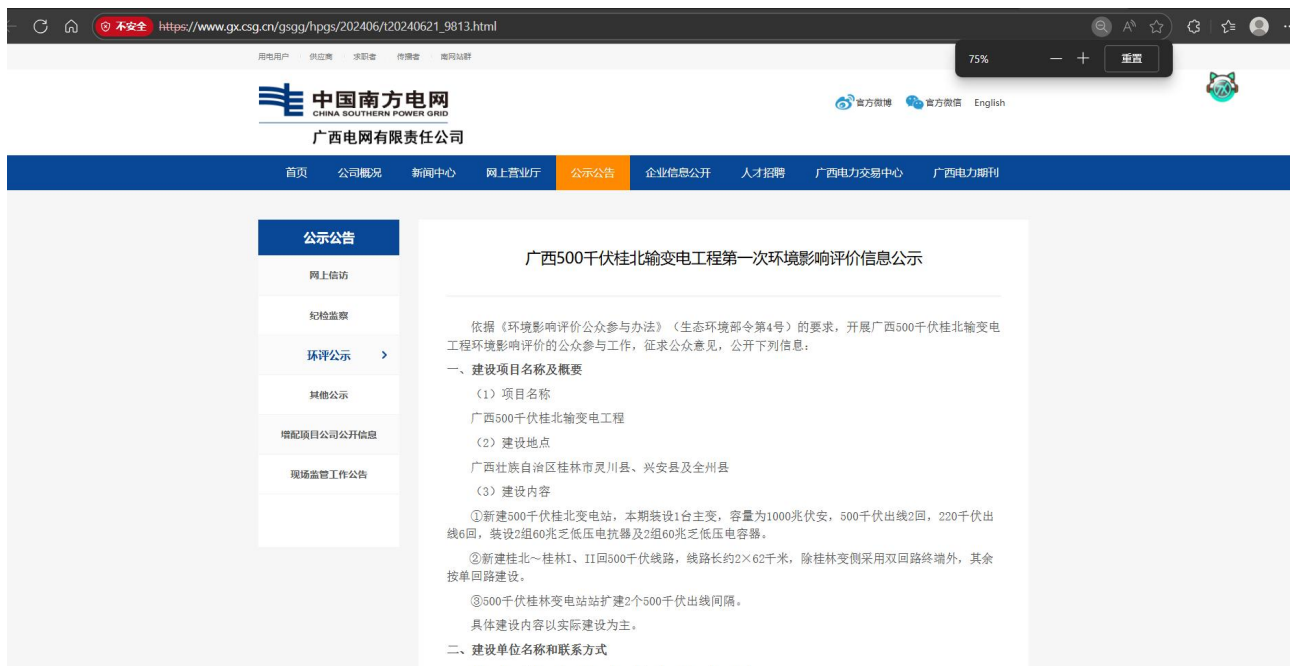 不安全 https://www.gx.csg.cn/gsgg/hpgs/202406/t20240621_9813.html
用电用户 供应商 求职者 传播者 南网站群
75% 重置
中国南方电网
CHINA SOUTHERN POWER GRID
广西电网有限责任公司
官方微博 官方微信 English
首页 公司概况 新闻中心 网上营业厅 公示公告 企业信息公开 人才招聘 广西电力交易中心 广西电力期刊
公示公告
网上信访
纪检监察
环评公示 >
其他公示
增配项目公司公开信息
现场监管工作公告
广西500千伏桂北输变电工程第一次环境影响评价信息公示
依据《环境影响评价公众参与办法》（生态环境部令第4号）的要求，开展广西500千伏桂北输变电
工程环境影响评价的公众参与工作，征求公众意见，公开下列信息：
一、建设项目名称及概要
（1）项目名称
广西500千伏桂北输变电工程
（2）建设地点
广西壮族自治区桂林市灵川县、兴安县及全州县
（3）建设内容
①新建500千伏桂北变电站，本期装设1台主变，容量为1000兆伏安，500千伏出线2回，220千伏出
线6回，装设2组60兆乏低压电抗器及2组60兆乏低压电容器。
②新建桂北～桂林I、II回500千伏线路，线路长约2×62千米，除桂林变侧采用双回路终端外，其余
按单回路建设。
③500千伏桂林变电站站扩建2个500千伏出线间隔。
具体建设内容以实际建设为主。
二、建设单位名称和联系方式